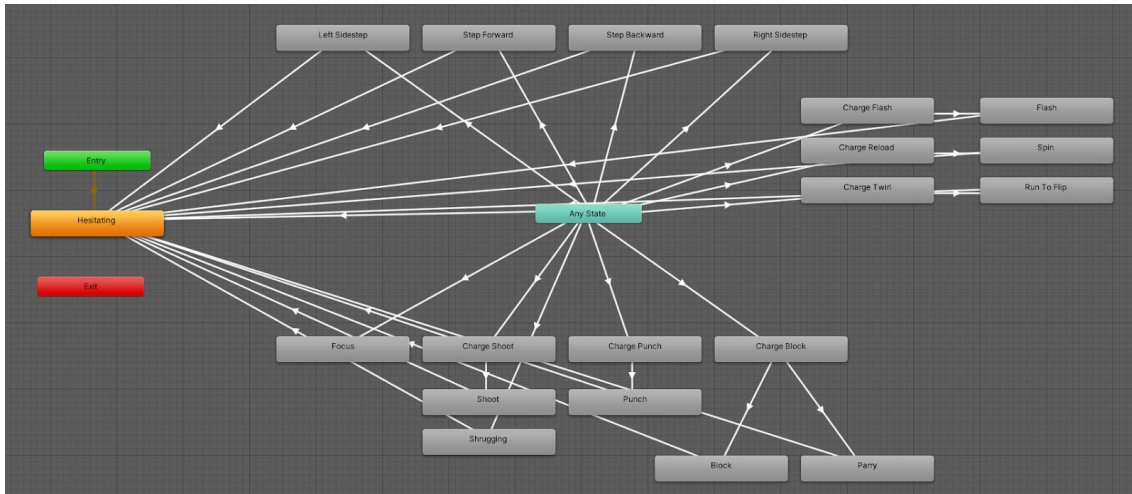 Left Sidestep
Step Forward
Step Backward
Right Sidestep
Charge Flash
Flash
Charge Reload
Spin
Entry
Charge Twirl
Run To Flip
Any State
Hesitating
Exit
Focus
Charge Shoot
Charge Punch
Charge Block
Shoot
Punch
Shrugging
Block
Parry